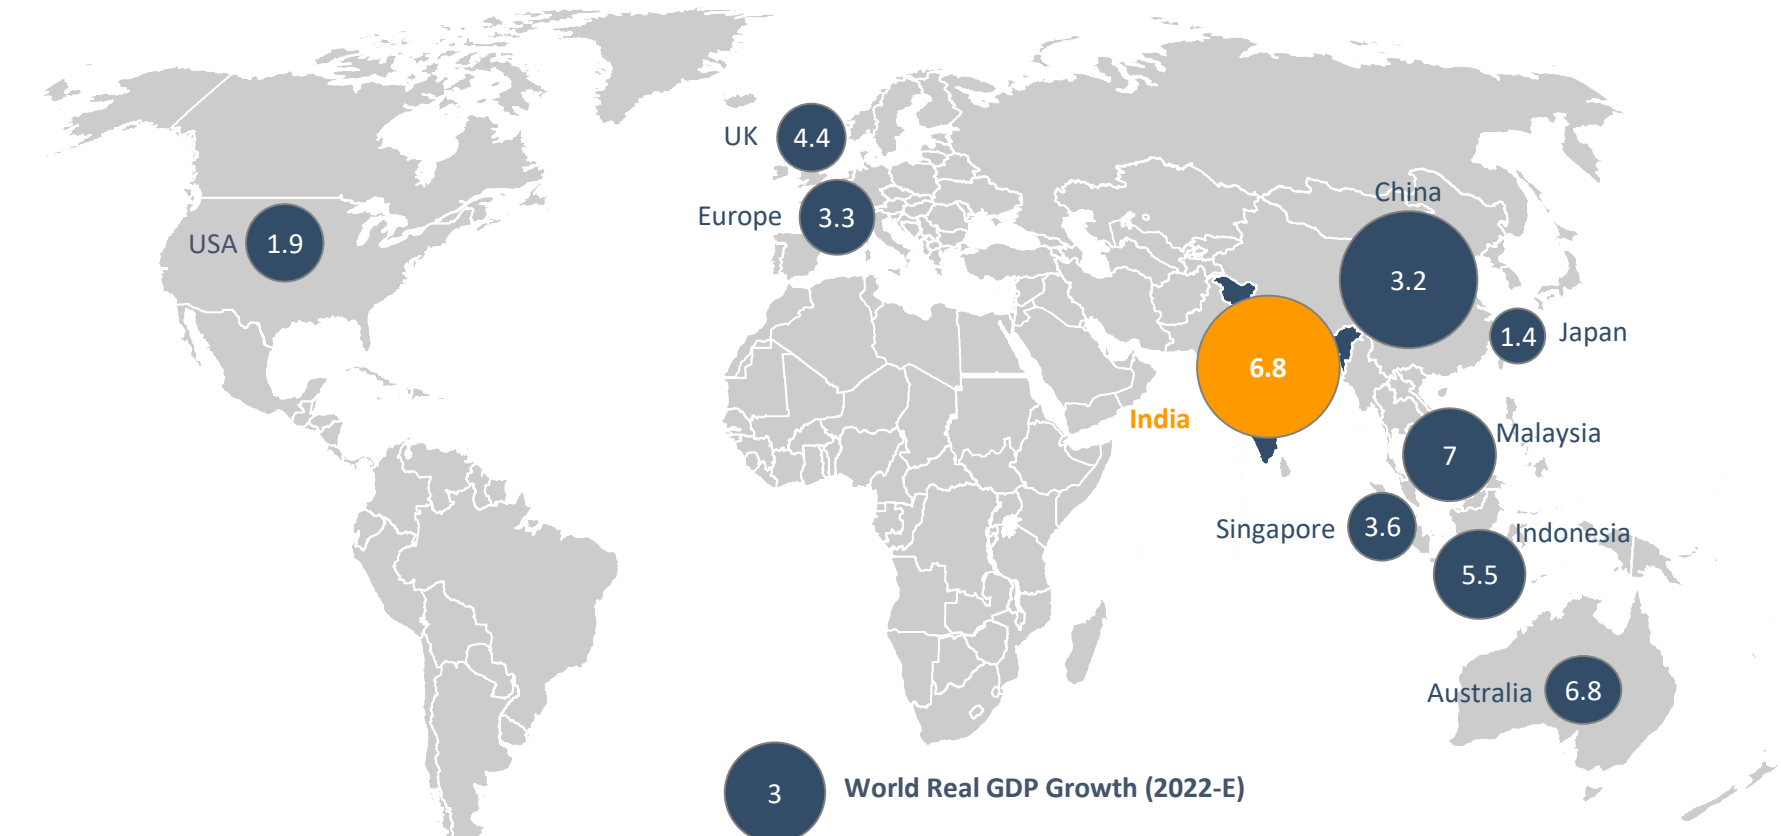 UK
4.4
Europe
3.3
USA
1.9
China
3.2
1.4
Japan
6.8
India
Malaysia
7
Singapore
3.6
Indonesia
5.5
Australia
6.8
3
World Real GDP Growth (2022-E)